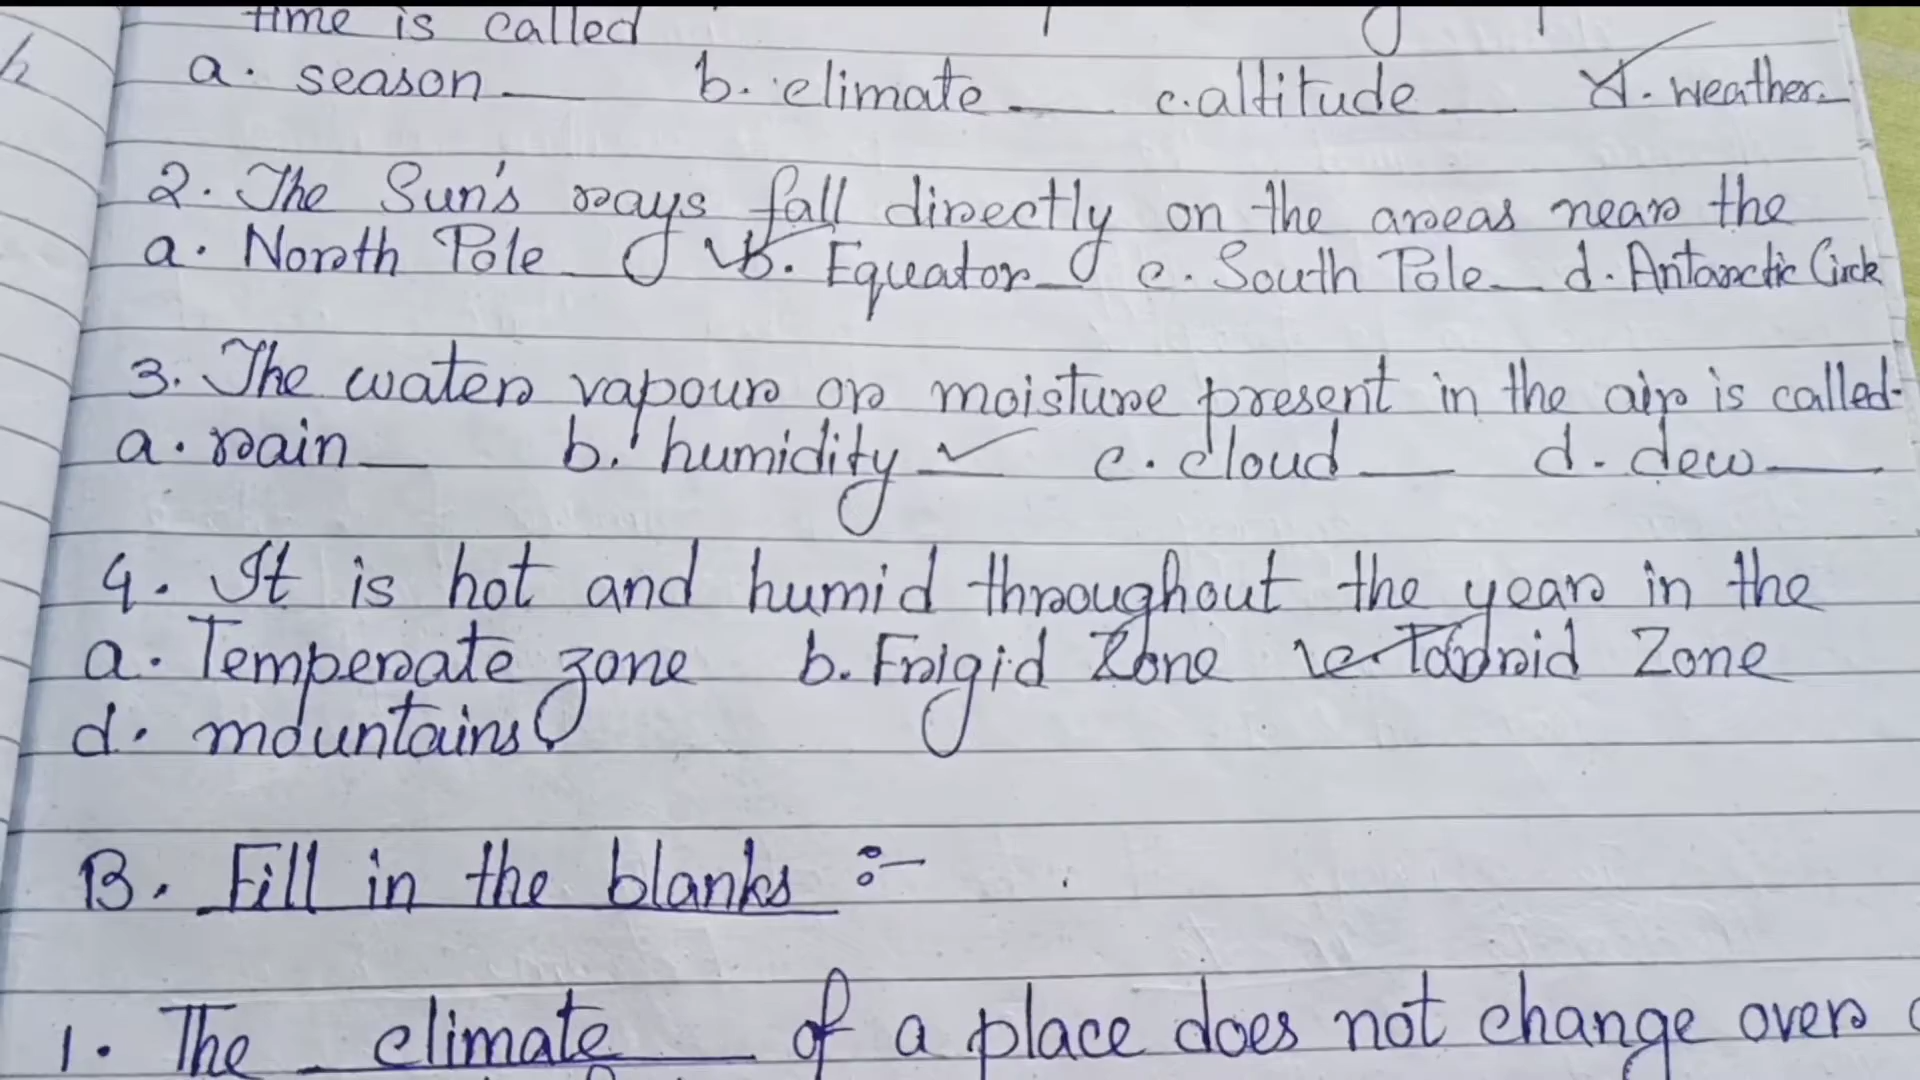 time is called
a. season b. climate c. altitude d. weather
2. The Sun's rays fall directly on the areas near the
a. North Pole b. Equator c. South Pole d. Antarctic Circle
3. The water vapour or moisture present in the air is called-
a. rain b. humidity ✓ c. cloud d. dew
4. It is hot and humid throughout the year in the
a. Temperate zone b. Frigid Zone c. Torrid Zone
d. mountains
B. Fill in the blanks :-
1. The climate of a place does not change over